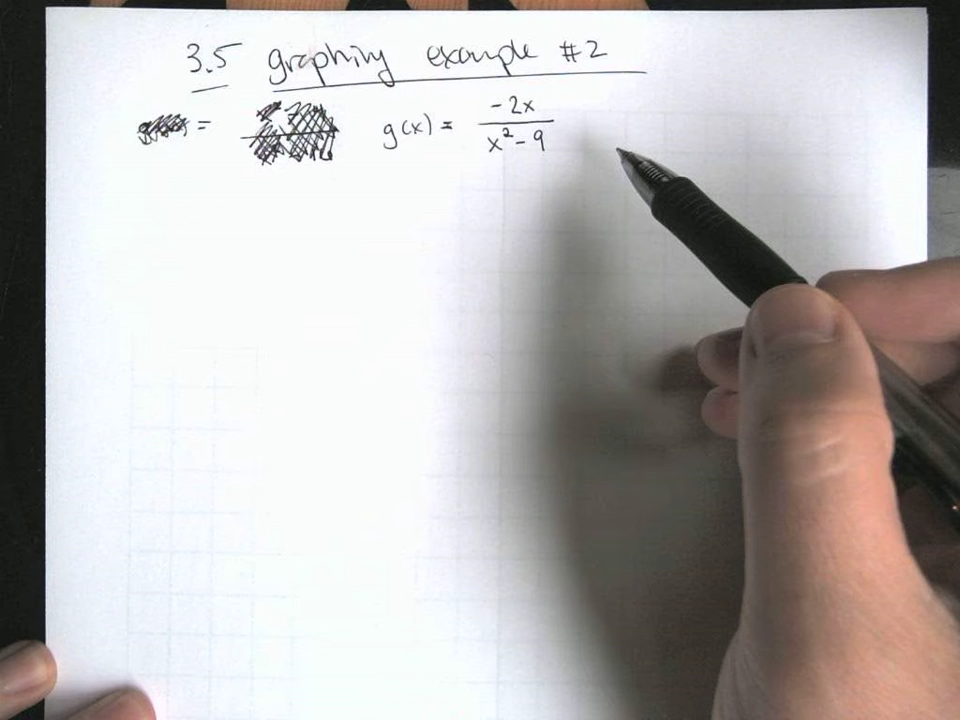 3.5 graphing example #2
= g(x) = -2x / x² - 9